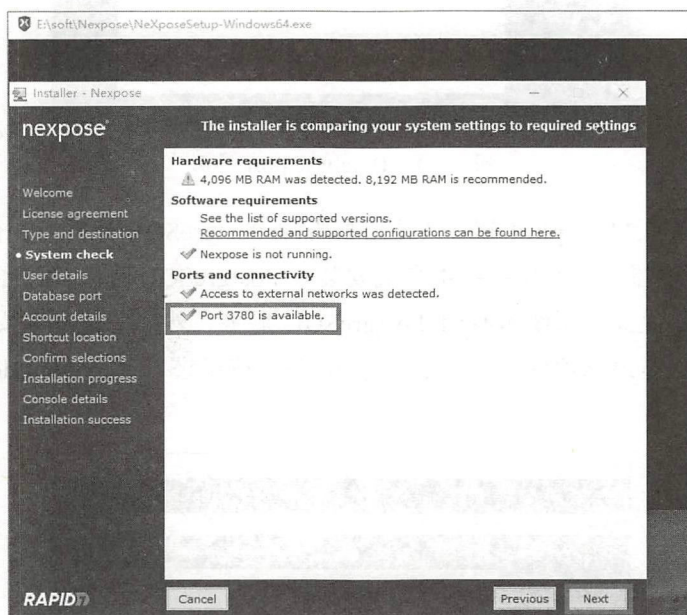 E:\soft\Nexpose\NeXposeSetup-Windows64.exe
Installer - Nexpose
nexpose®
The installer is comparing your system settings to required settings
Welcome
License agreement
Type and destination
• System check
User details
Database port
Account details
Shortcut location
Confirm selections
Installation progress
Console details
Installation success
Hardware requirements
4,096 MB RAM was detected. 8,192 MB RAM is recommended.
Software requirements
See the list of supported versions.
Recommended and supported configurations can be found here.
Nexpose is not running.
Ports and connectivity
Access to external networks was detected.
Port 3780 is available.
RAPID7
Cancel
Previous
Next